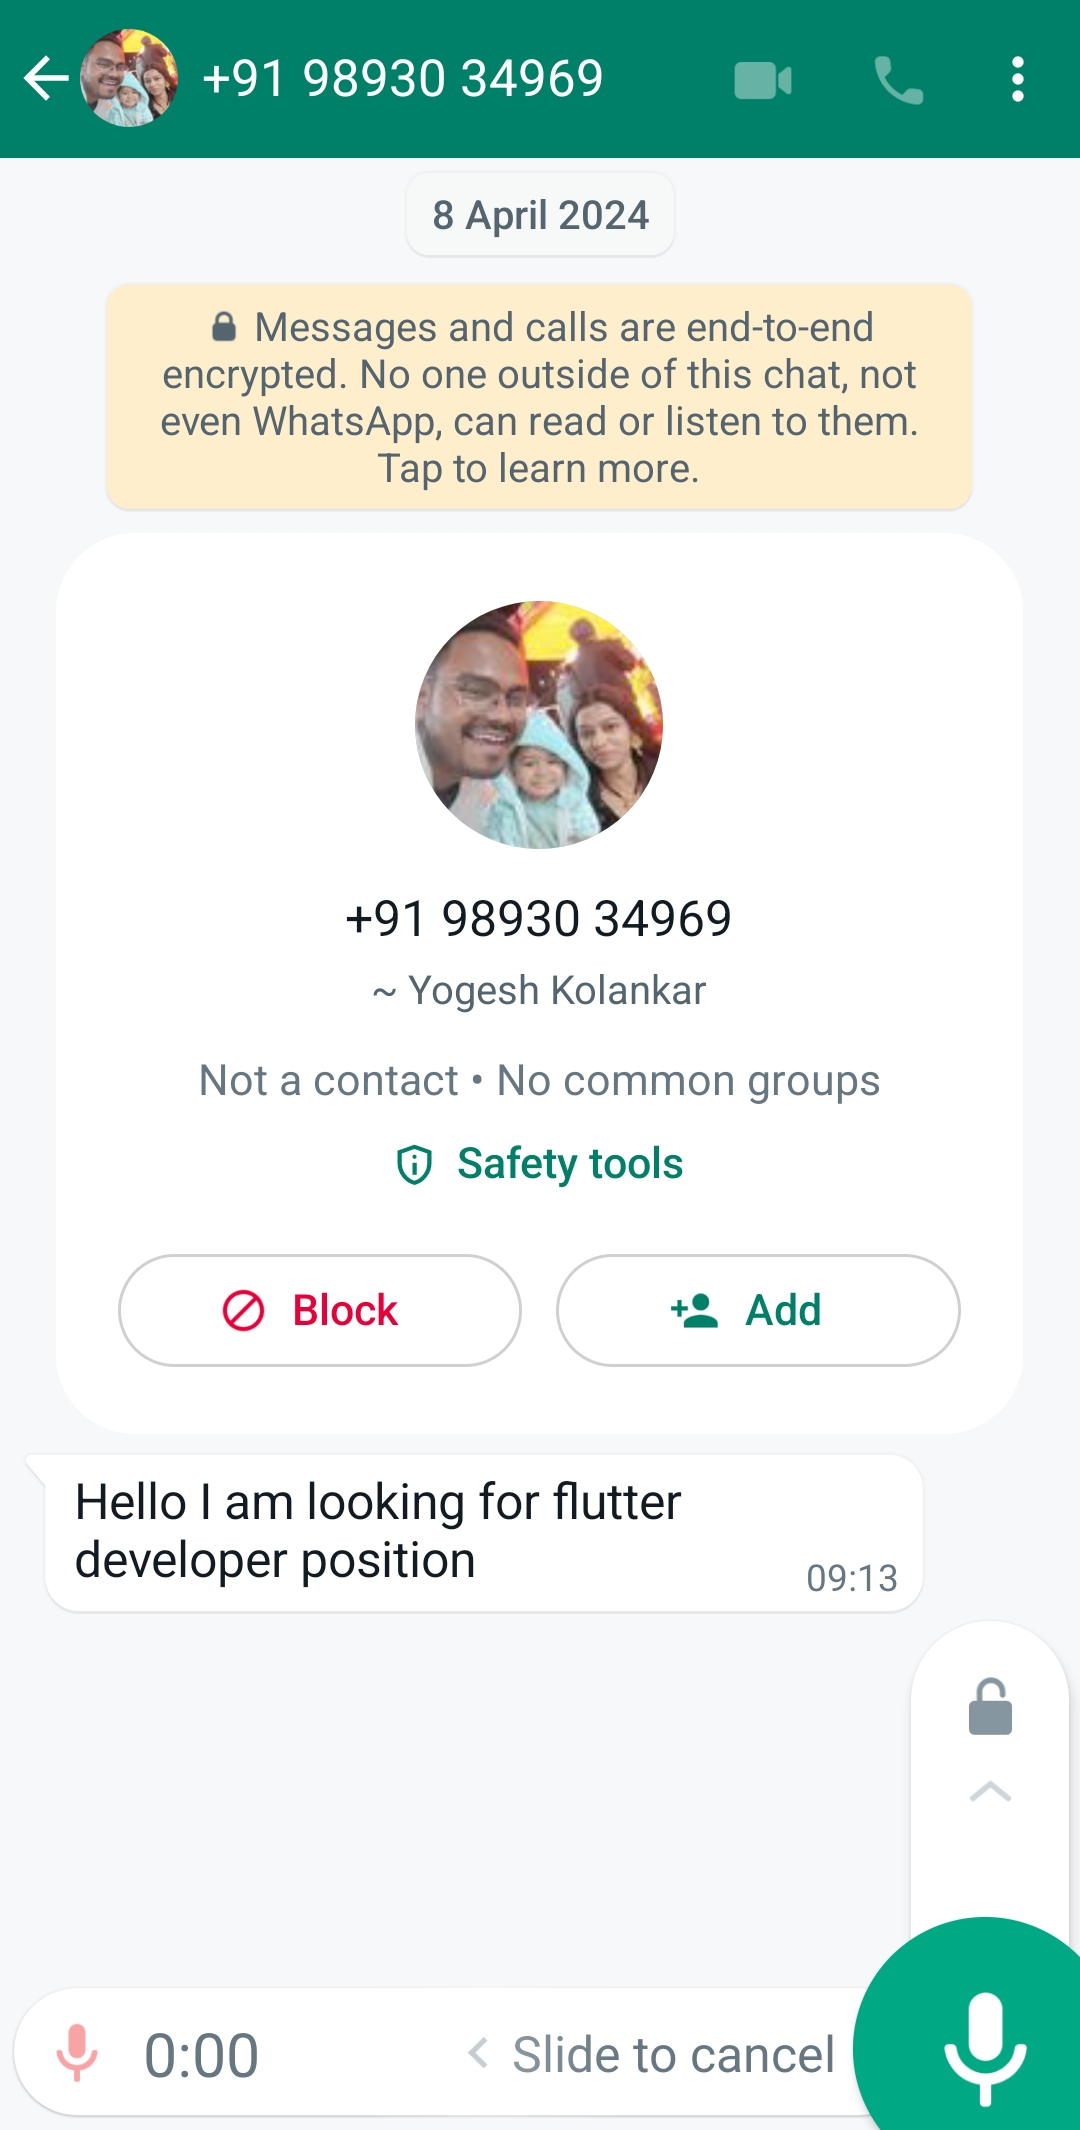 +91 98930 34969
8 April 2024
Messages and calls are end-to-end
encrypted. No one outside of this chat, not
even WhatsApp, can read or listen to them.
Tap to learn more.
+91 98930 34969
~ Yogesh Kolankar
Not a contact • No common groups
Safety tools
Block
Add
Hello I am looking for flutter
developer position
09:13
0:00
Slide to cancel